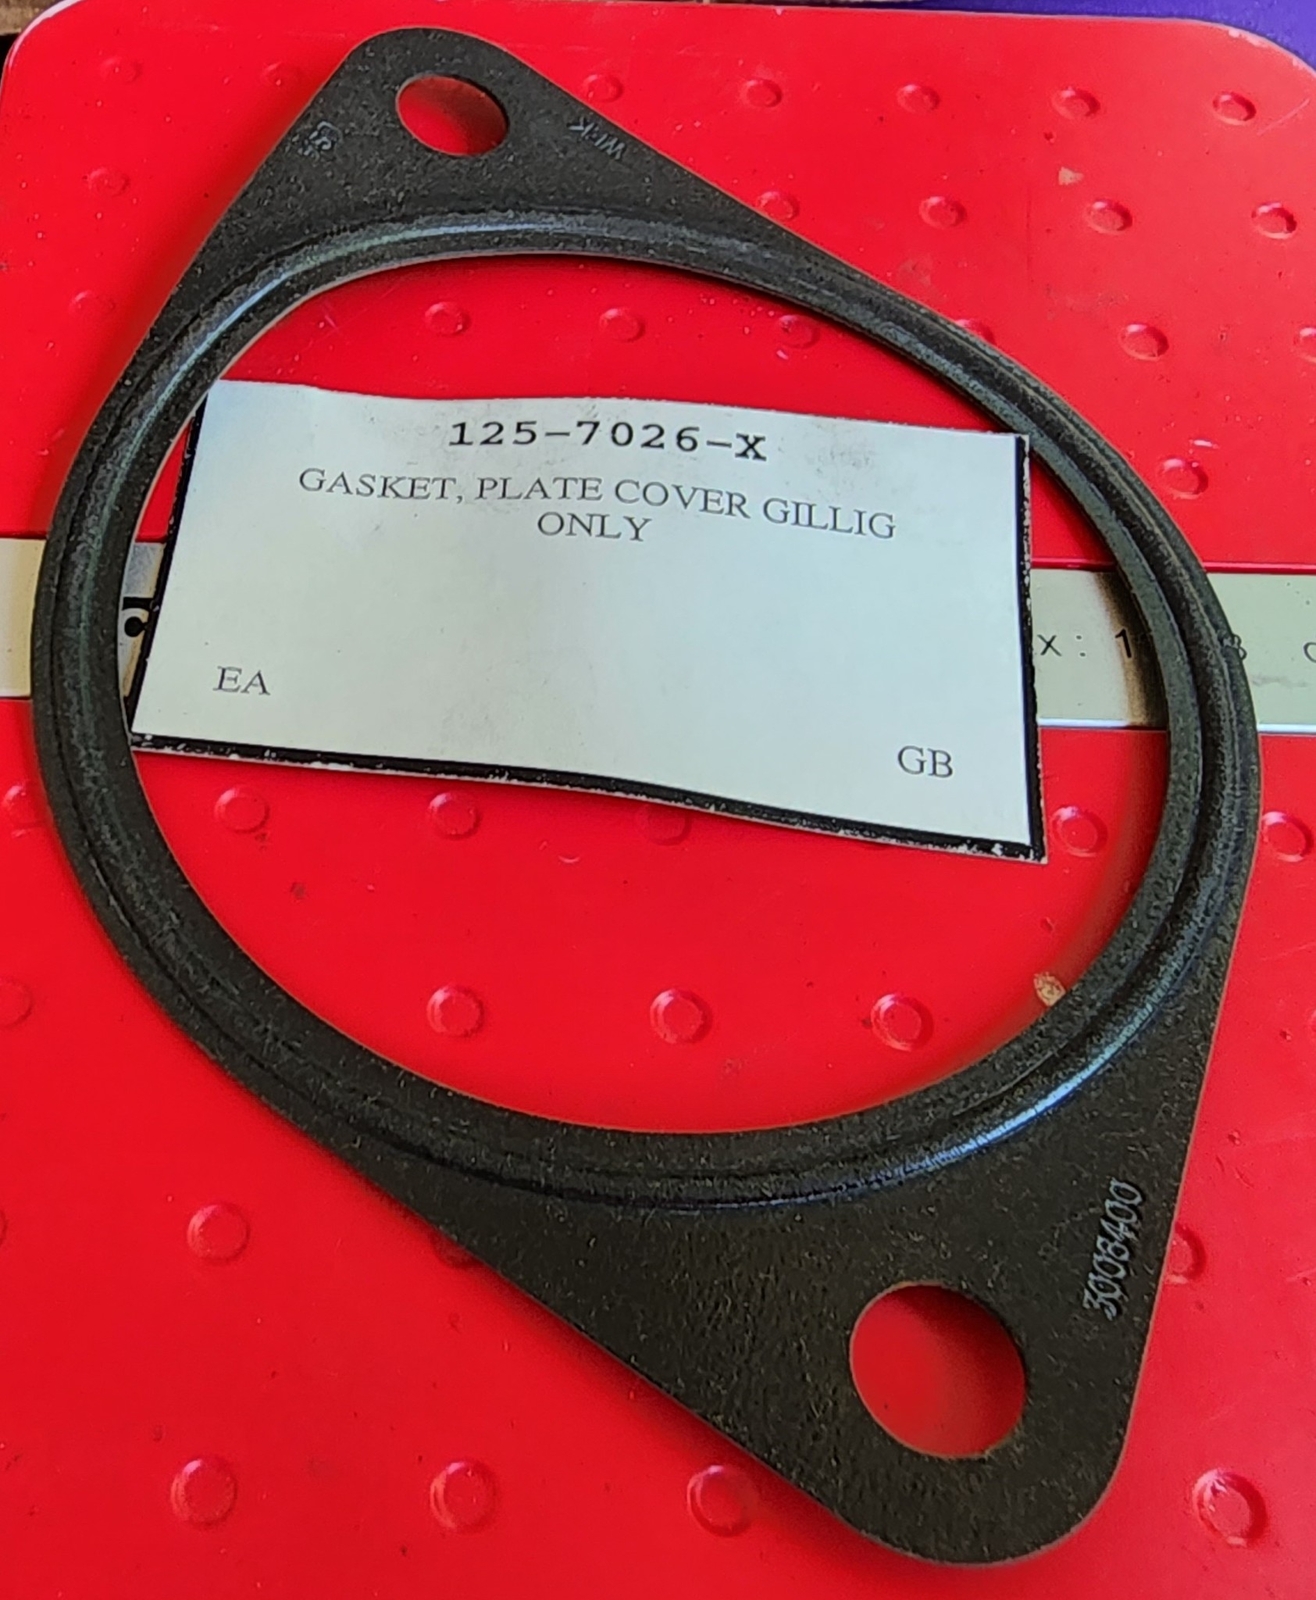 125-7026-X
GASKET, PLATE COVER GILLIG
ONLY
EA
GB
x:
3008400